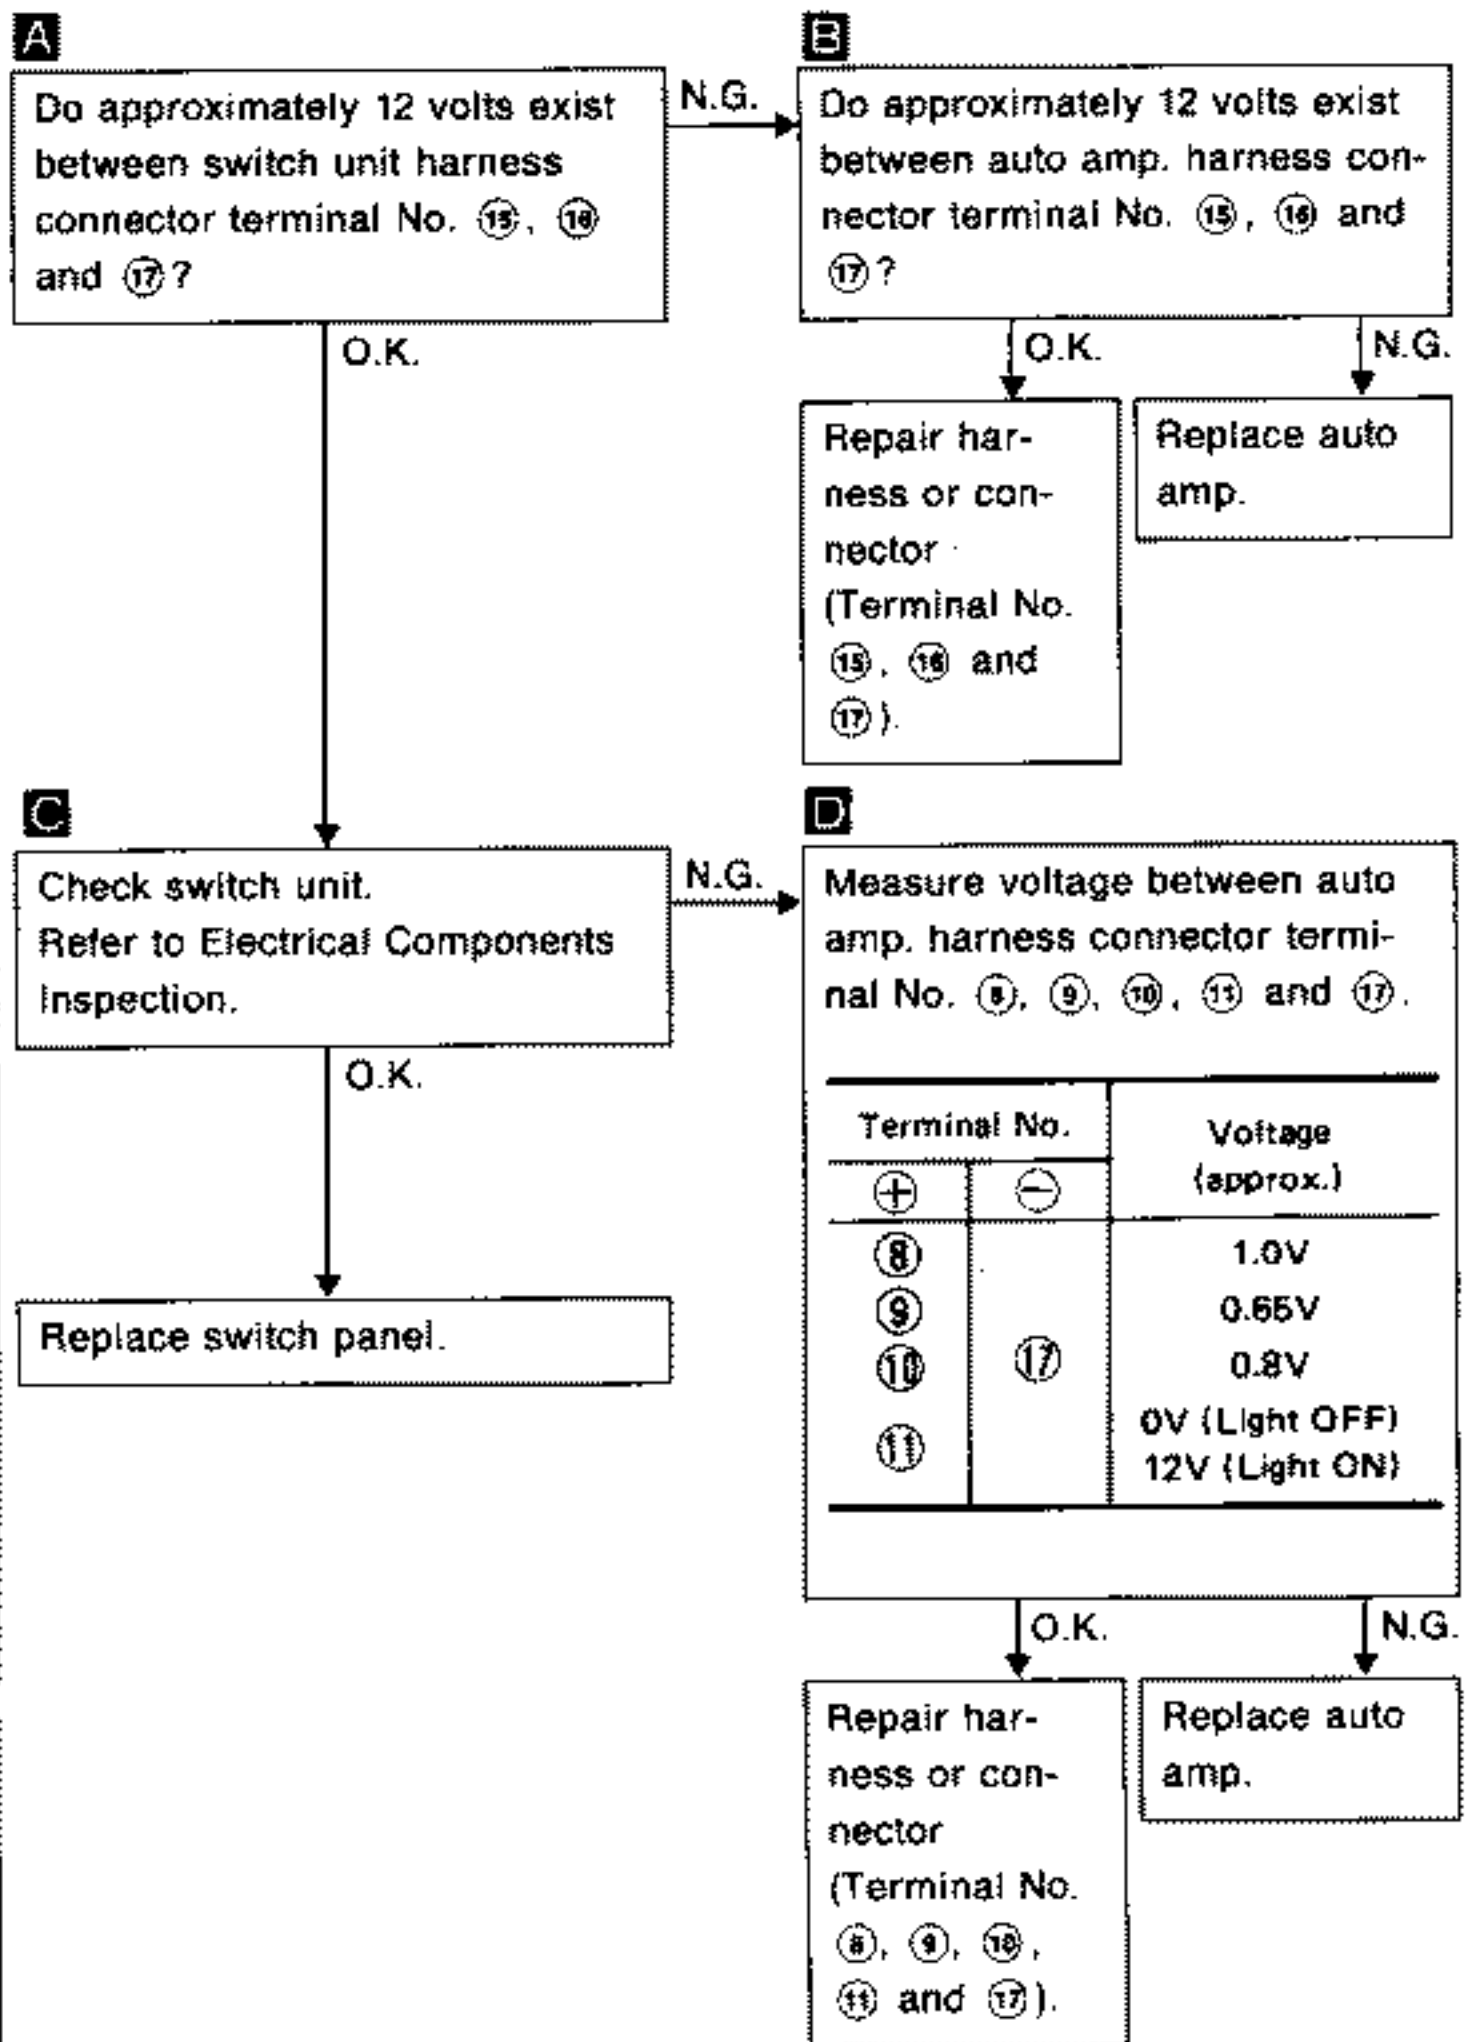 A
Do approximately 12 volts exist
between switch unit harness
connector terminal No. ⑮, ⑯
and ⑰?
N.G.
B
Do approximately 12 volts exist
between auto amp. harness con-
nector terminal No. ⑮, ⑯ and
⑰?
O.K.
O.K.
N.G.
Repair har-
ness or con-
nector
(Terminal No.
⑮, ⑯ and
⑰).
Replace auto
amp.
C
Check switch unit.
Refer to Electrical Components
Inspection.
N.G.
D
Measure voltage between auto
amp. harness connector termi-
nal No. ⑧, ⑨, ⑩, ⑪ and ⑰.
O.K.
Terminal No.
Voltage
(approx.)
⊕ ⊖
⑧ 1.0V
⑨ 0.65V
⑩ ⑰ 0.8V
⑪ 0V (Light OFF)
12V (Light ON)
Replace switch panel.
O.K.
N.G.
Repair har-
ness or con-
nector
(Terminal No.
⑧, ⑨, ⑩,
⑪ and ⑰).
Replace auto
amp.